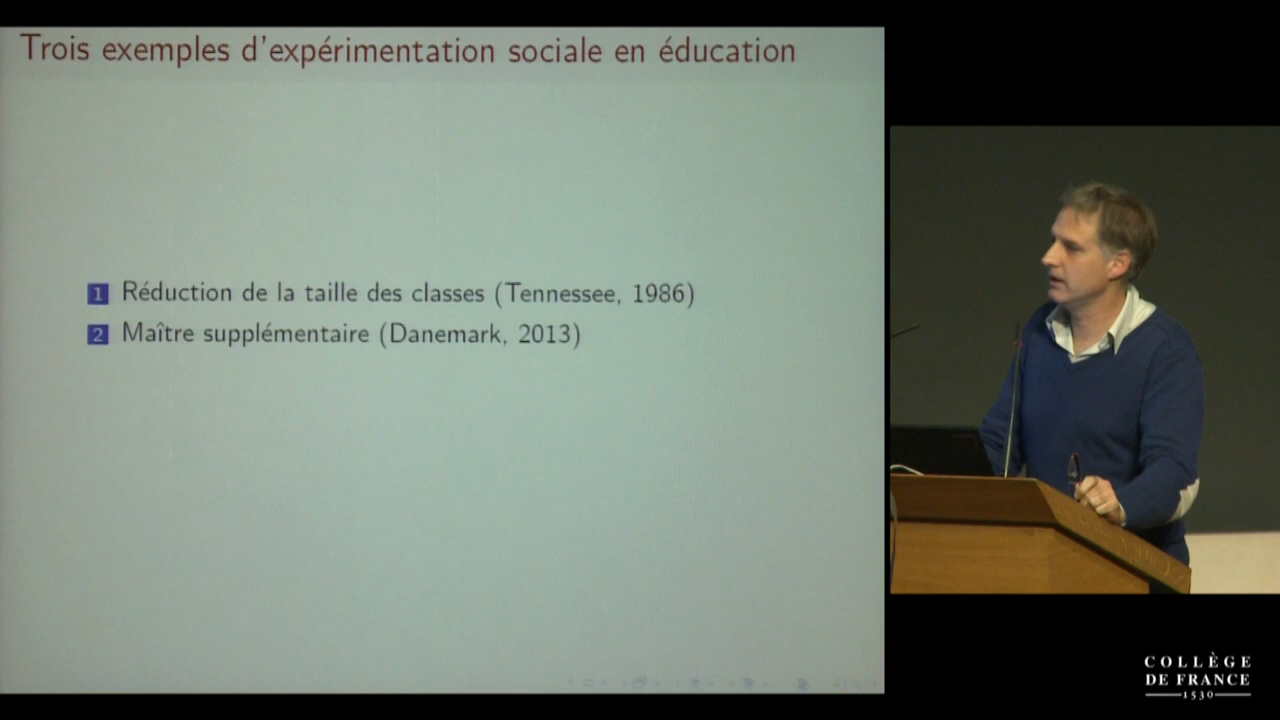 Trois exemples d'expérimentation sociale en éducation
1 Réduction de la taille des classes (Tennessee, 1986)
2 Maître supplémentaire (Danemark, 2013)
COLLÈGE
DE FRANCE
1530